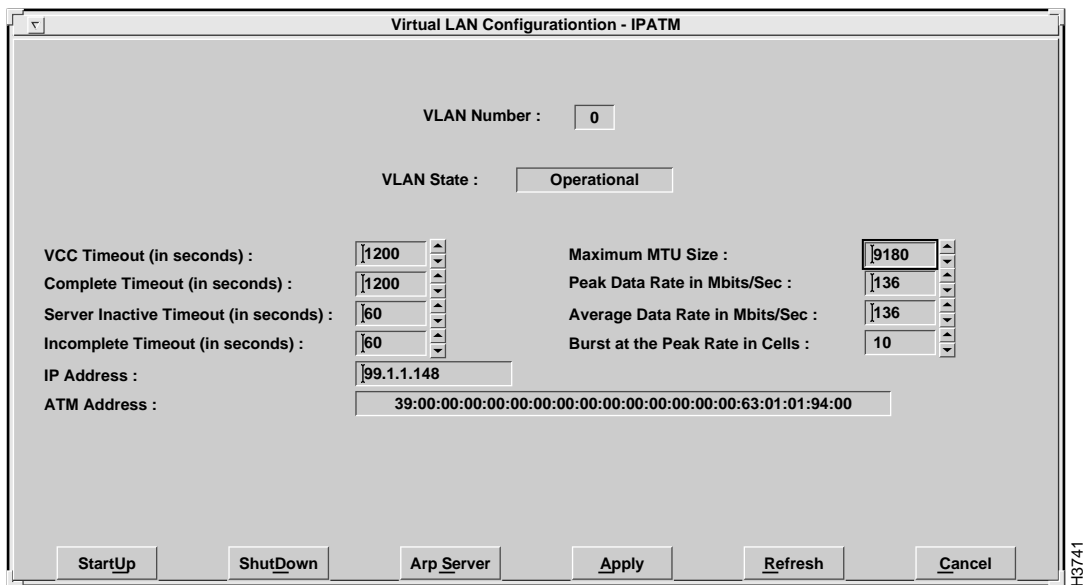 Virtual LAN Configurationtion - IPATM
VLAN Number : 0
VLAN State : Operational
VCC Timeout (in seconds) : 1200
Maximum MTU Size : 9180
Complete Timeout (in seconds) : 1200
Peak Data Rate in Mbits/Sec : 136
Server Inactive Timeout (in seconds) : 60
Average Data Rate in Mbits/Sec : 136
Incomplete Timeout (in seconds) : 60
Burst at the Peak Rate in Cells : 10
IP Address : 99.1.1.148
ATM Address : 39:00:00:00:00:00:00:00:00:00:00:00:00:00:63:01:01:94:00
StartUp ShutDown Arp Server Apply Refresh Cancel
H3741